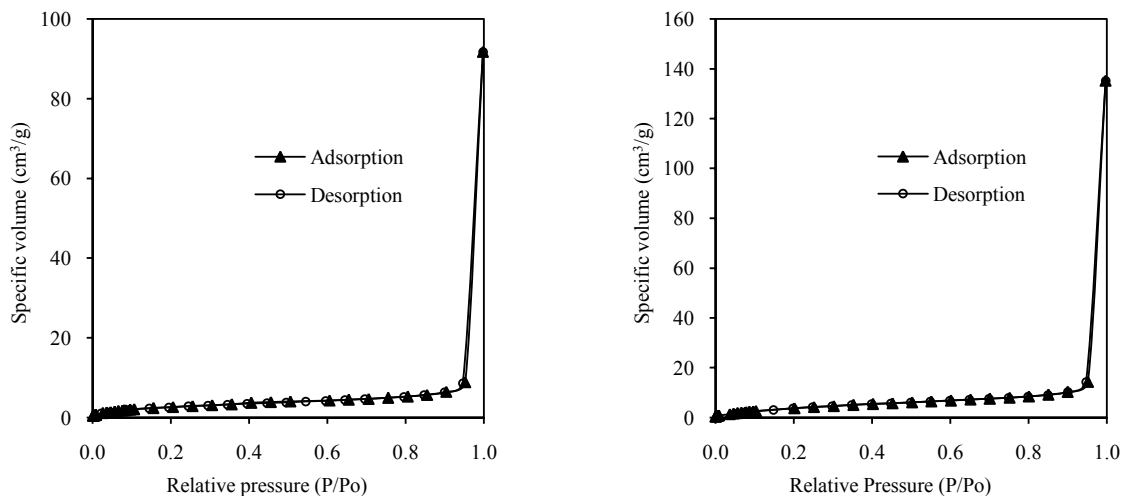 100
80
60
40
20
0
Specific volume (cm³/g)
Adsorption
Desorption
0.0 0.2 0.4 0.6 0.8 1.0
Relative pressure (P/Po)
160
140
120
100
80
60
40
20
0
Specific volume (cm³/g)
Adsorption
Desorption
0.0 0.2 0.4 0.6 0.8 1.0
Relative Pressure (P/Po)